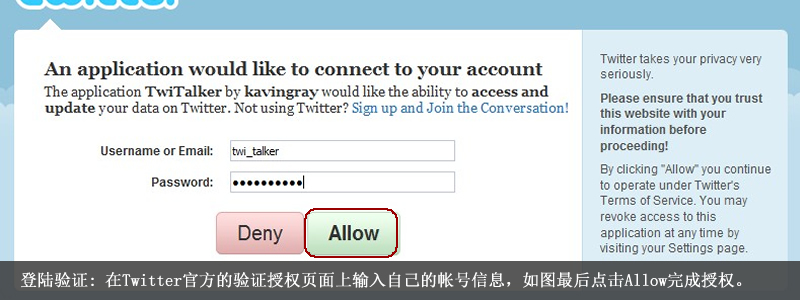 An application would like to connect to your account
The application TwiTalker by kavingray would like the ability to access and
update your data on Twitter. Not using Twitter? Sign up and Join the Conversation!
Username or Email: twi_talker
Password: ●●●●●●●●●●
Deny Allow
Twitter takes your privacy very
seriously.
Please ensure that you trust
this website with your
information before
proceeding!
By clicking "Allow" you continue
to operate under Twitter's
Terms of Service. You may
revoke access to this
application at any time by
visiting your Settings page.
登陆验证: 在Twitter官方的验证授权页面上输入自己的帐号信息，如图最后点击Allow完成授权。